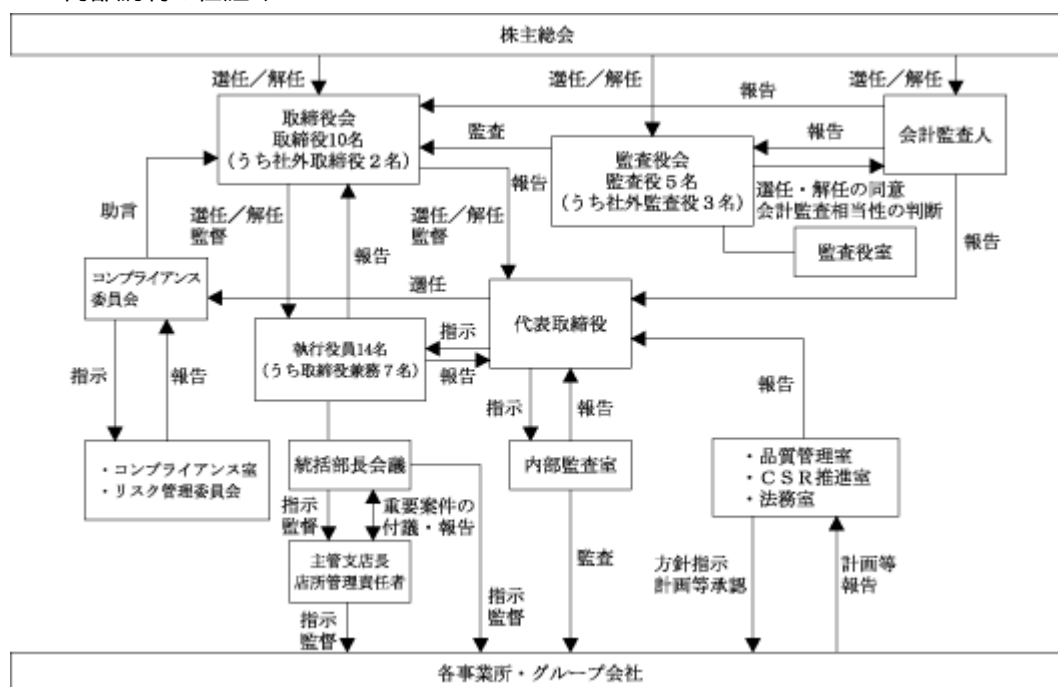 株主総会
選任／解任
選任／解任
選任／解任
報告
取締役会
取締役10名
（うち社外取締役２名）
監査
報告
会計監査人
監査役会
監査役５名
（うち社外監査役３名）
報告
選任・解任の同意
会計監査相当性の判断
助言
選任／解任
監督
報告
選任／解任
監督
監査役室
報告
コンプライアンス
委員会
選任
代表取締役
指示
執行役員14名
（うち取締役兼務７名）
報告
指示
報告
指示
報告
報告
・コンプライアンス室
・リスク管理委員会
統括部長会議
内部監査室
・品質管理室
・ＣＳＲ推進室
・法務室
指示
監督
重要案件の
付議・報告
主管支店長
店所管理責任者
監査
方針指示
計画等承認
計画等
報告
指示
監督
指示
監督
各事業所・グループ会社